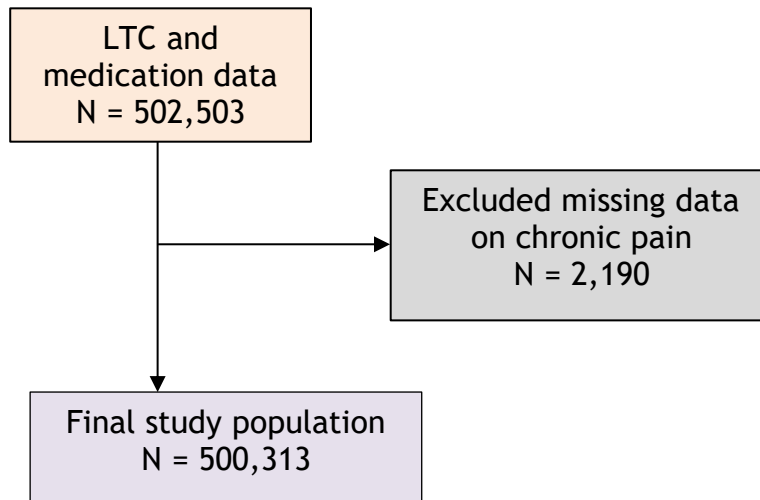 LTC and
medication data
N = 502,503
Excluded missing data
on chronic pain
N = 2,190
Final study population
N = 500,313